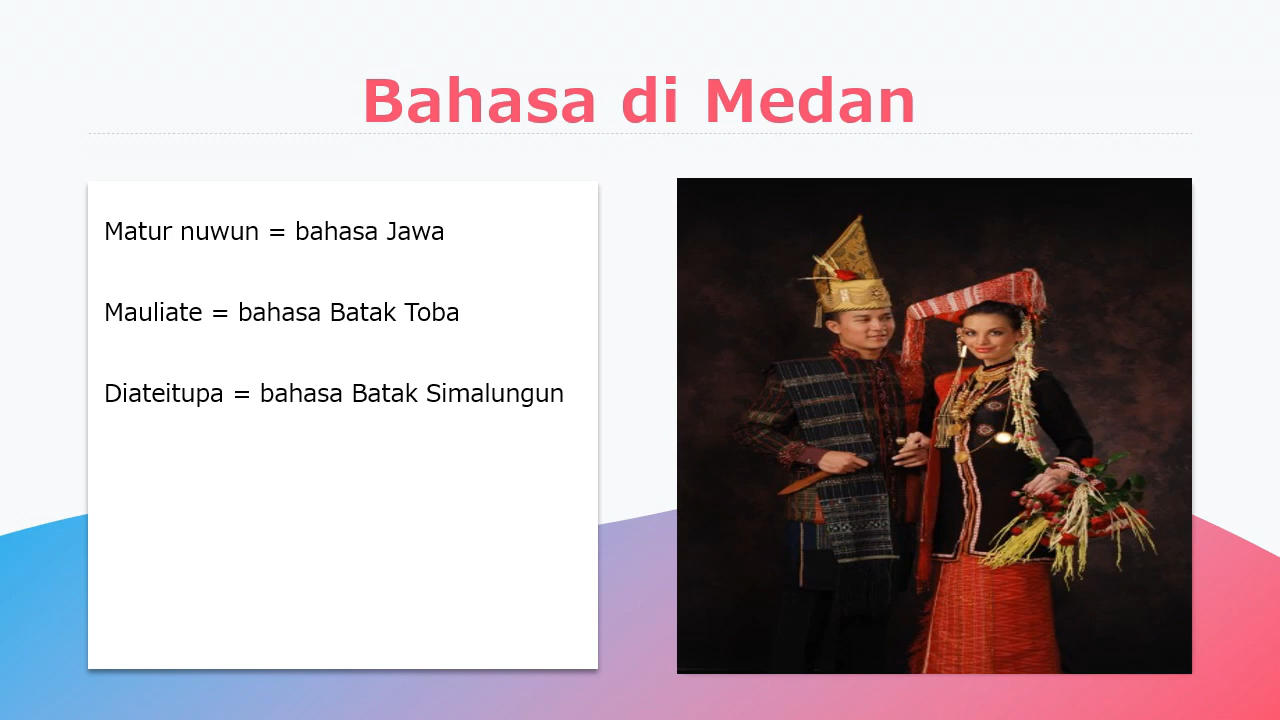 Bahasa di Medan
Matur nuwun = bahasa Jawa
Mauliate = bahasa Batak Toba
Diateitupa = bahasa Batak Simalungun